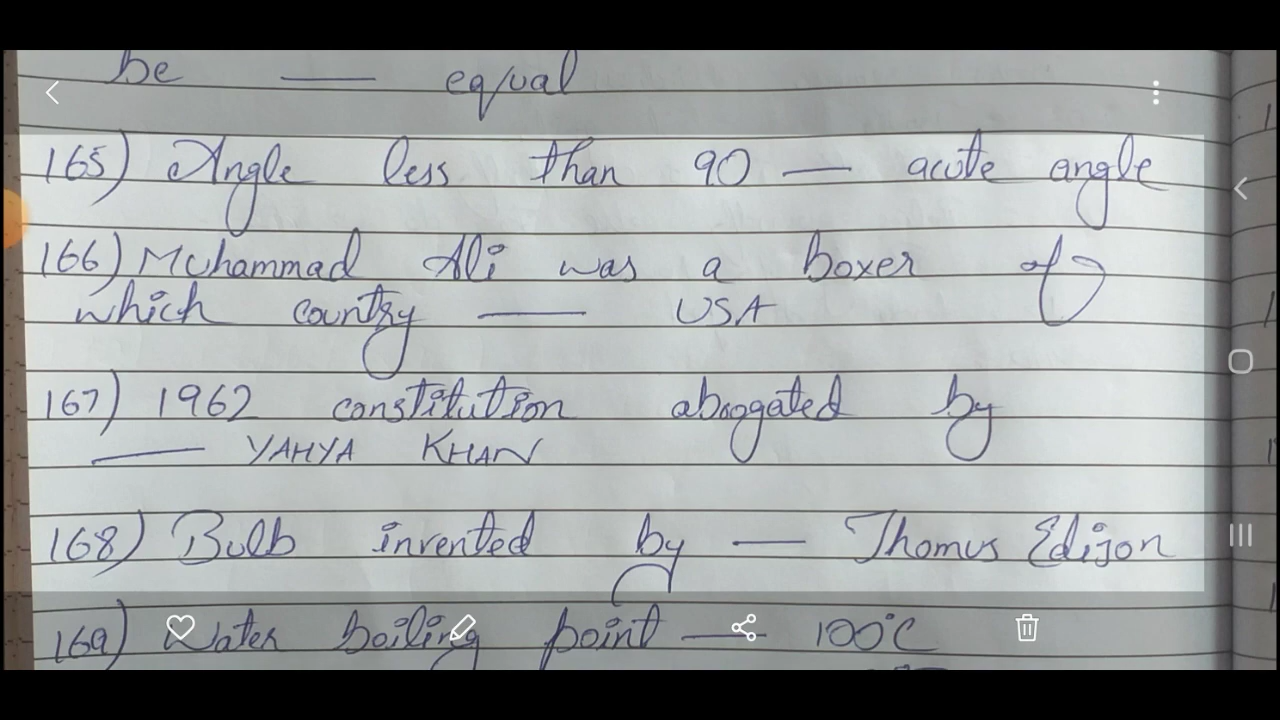 be — equal
165) Angle less than 90 — acute angle
166) Muhammad Ali was a boxer of
which country — USA
167) 1962 constitution abrogated by
— YAHYA KHAN
168) Bulb invented by — Thomus Edison
169) Water boiling point — 100°C